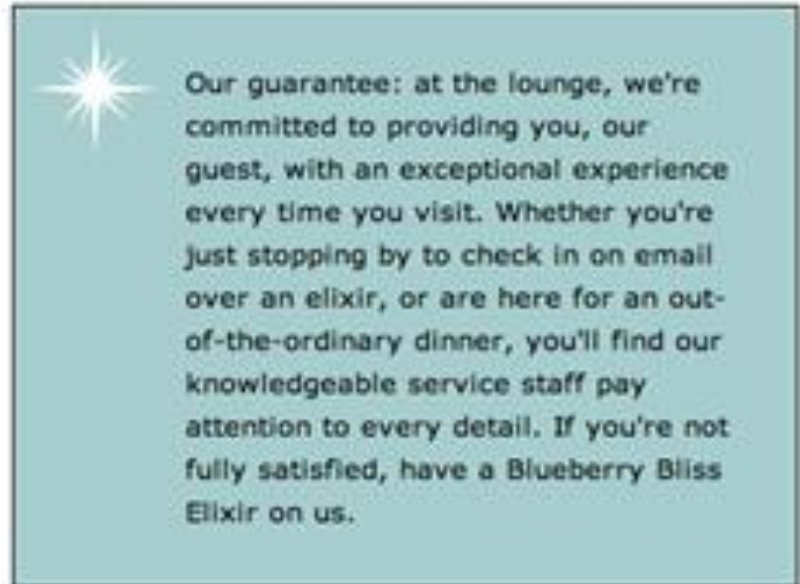 Our guarantee: at the lounge, we're
committed to providing you, our
guest, with an exceptional experience
every time you visit. Whether you're
just stopping by to check in on email
over an elixir, or are here for an out-
of-the-ordinary dinner, you'll find our
knowledgeable service staff pay
attention to every detail. If you're not
fully satisfied, have a Blueberry Bliss
Elixir on us.